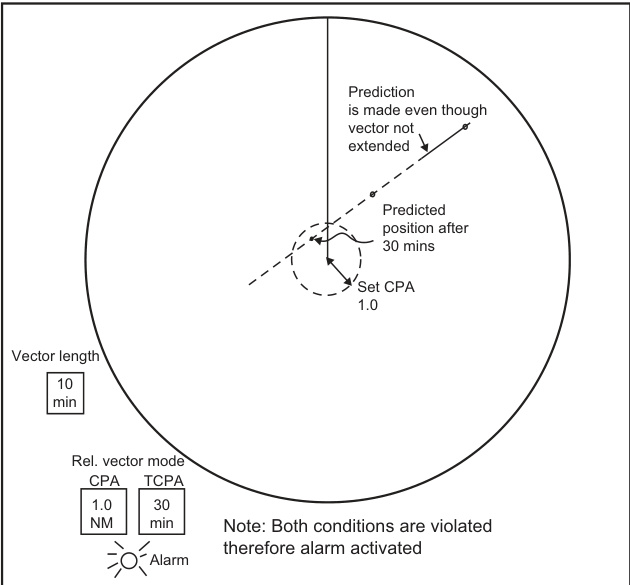 Prediction
is made even though
vector not
extended
Predicted
position after
30 mins
Set CPA
1.0
Vector length
10
min
Rel. vector mode
CPA TCPA
1.0 30
NM min
Alarm
Note: Both conditions are violated
therefore alarm activated